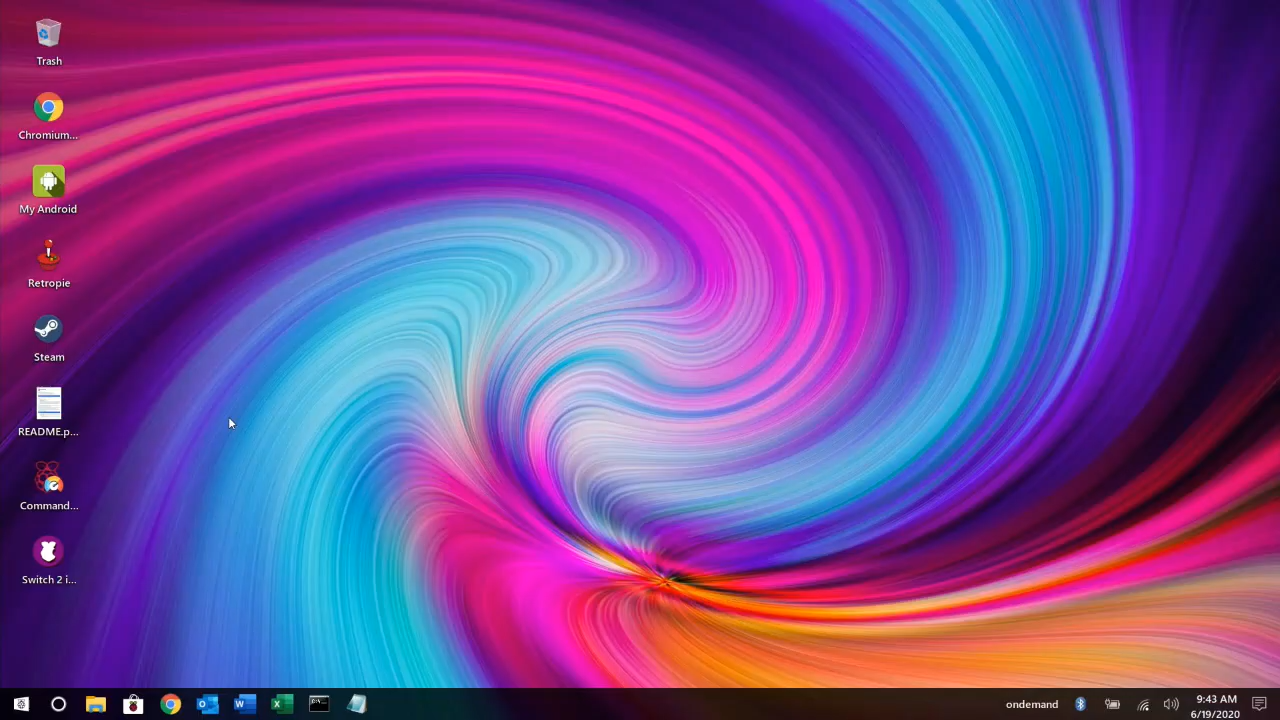 Trash
Chromium...
My Android
Retropie
Steam
README.p...
Command...
Switch 2 i...
ondemand
9:43 AM
6/19/2020